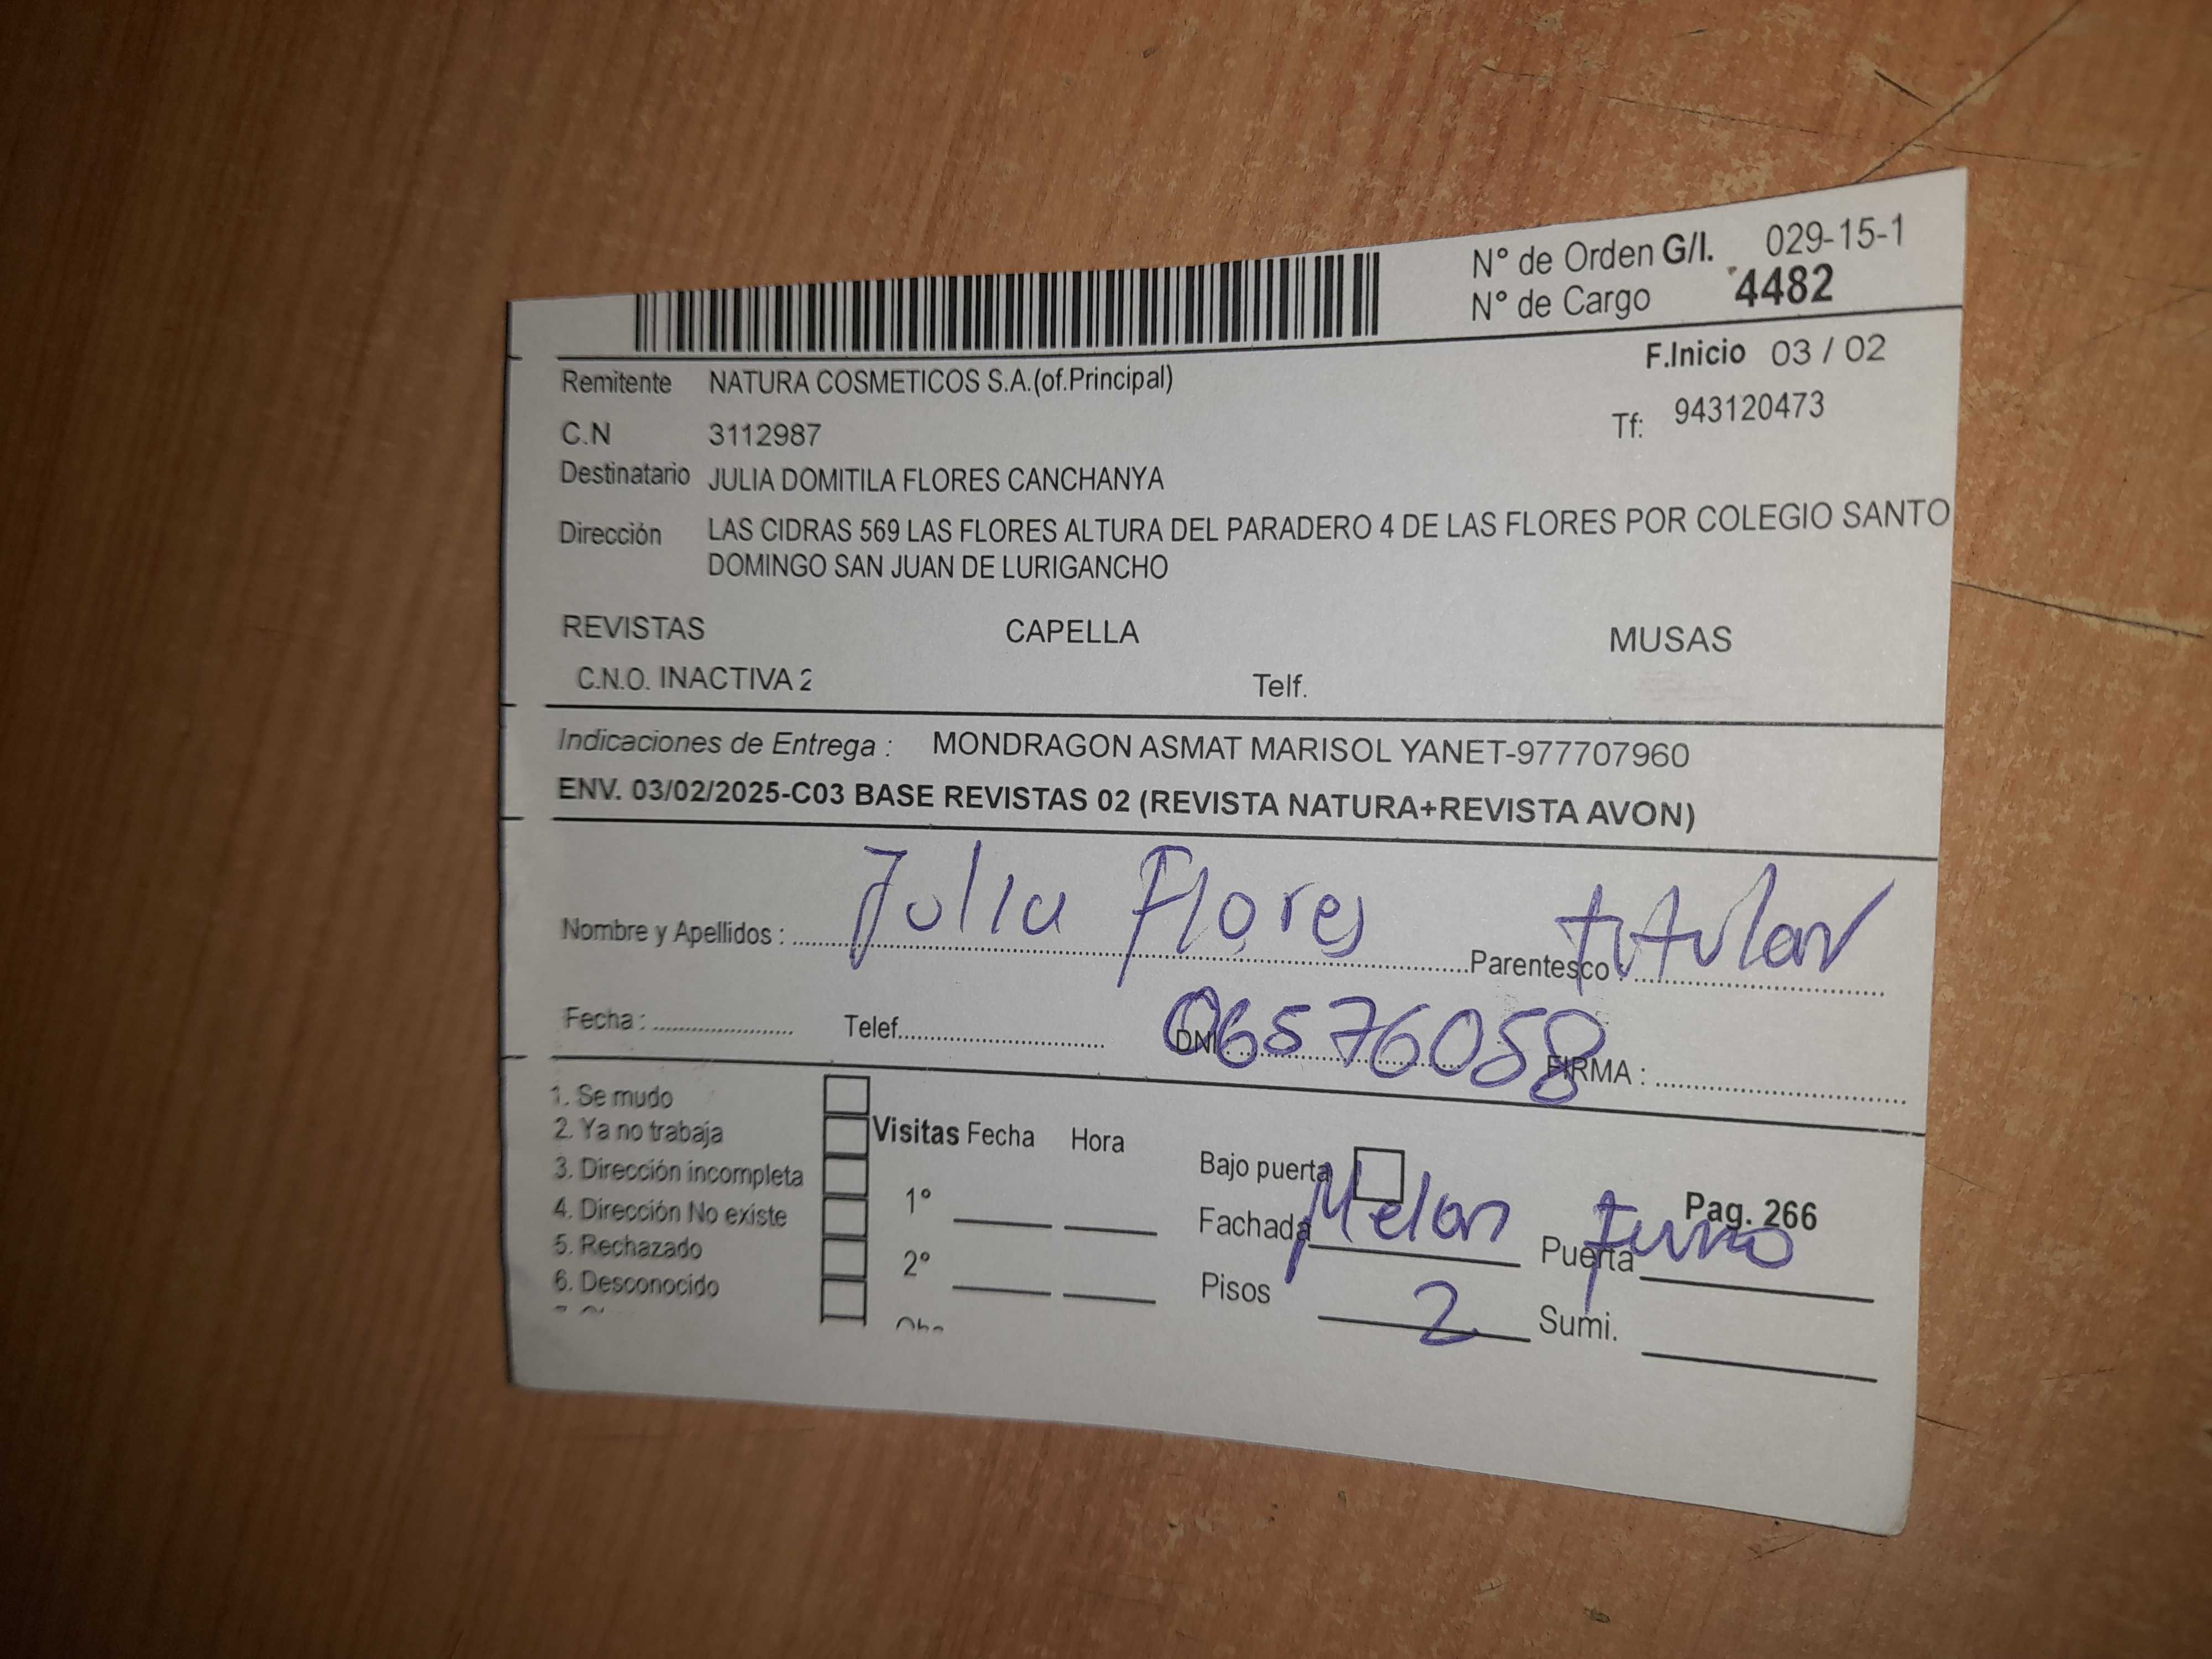 N° de Orden G/I. 029-15-1
N° de Cargo 4482
F.Inicio 03 / 02
Remitente NATURA COSMETICOS S.A.(of.Principal)
Tf: 943120473
C.N 3112987
Destinatario JULIA DOMITILA FLORES CANCHANYA
Dirección LAS CIDRAS 569 LAS FLORES ALTURA DEL PARADERO 4 DE LAS FLORES POR COLEGIO SANTO
DOMINGO SAN JUAN DE LURIGANCHO
REVISTAS CAPELLA MUSAS
C.N.O. INACTIVA 2 Telf.
Indicaciones de Entrega : MONDRAGON ASMAT MARISOL YANET-977707960
ENV. 03/02/2025-C03 BASE REVISTAS 02 (REVISTA NATURA+REVISTA AVON)
Nombre y Apellidos : Julia Flores Parentesco : titular
Fecha : Telef. DNI : 06576058 FIRMA :
1. Se mudo
2. Ya no trabaja
3. Dirección incompleta
4. Dirección No existe
5. Rechazado
6. Desconocido
Visitas Fecha Hora
1°
2°
Bajo puerta
Pag. 266
Fachada Melon Puerta
Pisos 2 Sumi.